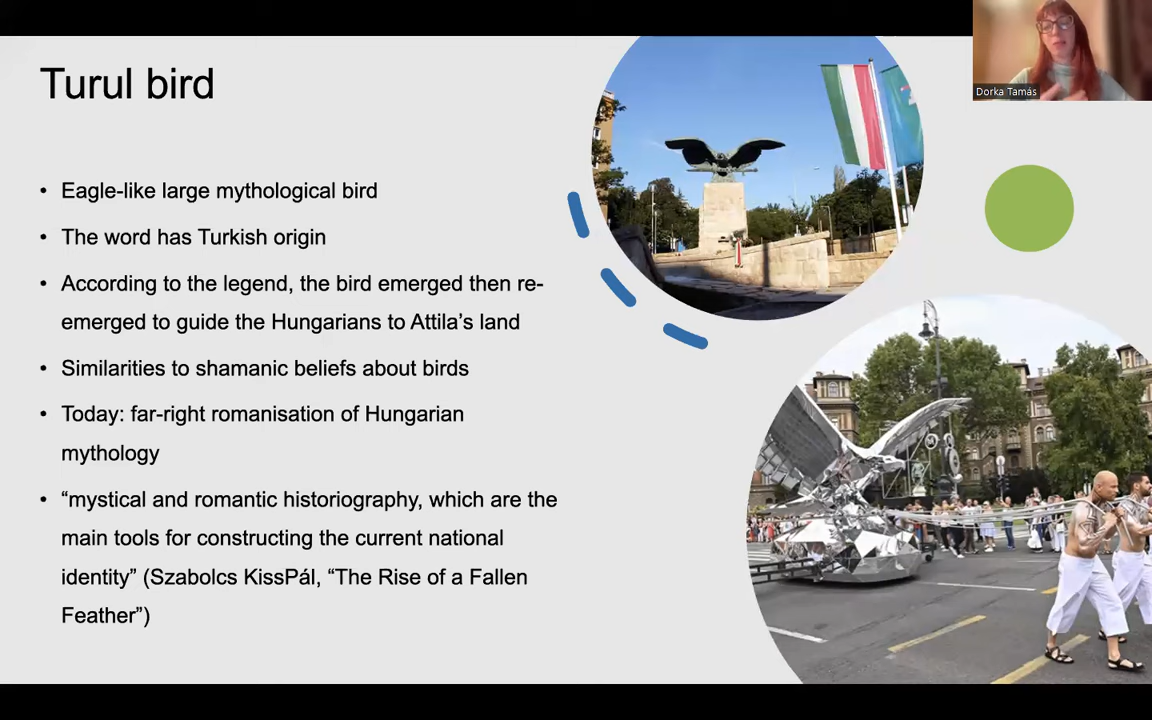 Dorka Tamás
Turul bird
• Eagle-like large mythological bird
• The word has Turkish origin
• According to the legend, the bird emerged then re-
emerged to guide the Hungarians to Attila’s land
• Similarities to shamanic beliefs about birds
• Today: far-right romanisation of Hungarian
mythology
• “mystical and romantic historiography, which are the
main tools for constructing the current national
identity” (Szabolcs KissPál, “The Rise of a Fallen
Feather”)